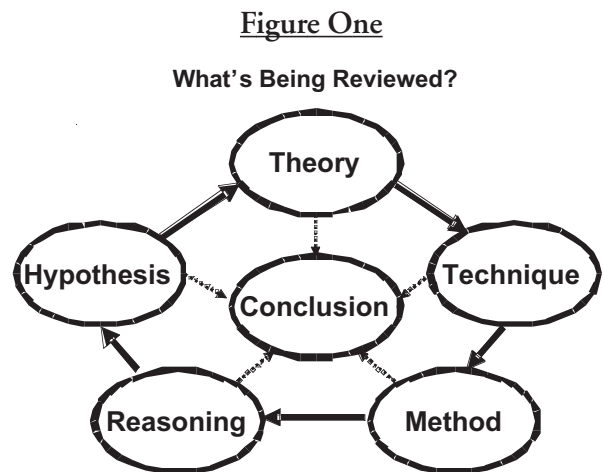 Figure One
What's Being Reviewed?
Theory
Hypothesis
Technique
Conclusion
Reasoning
Method